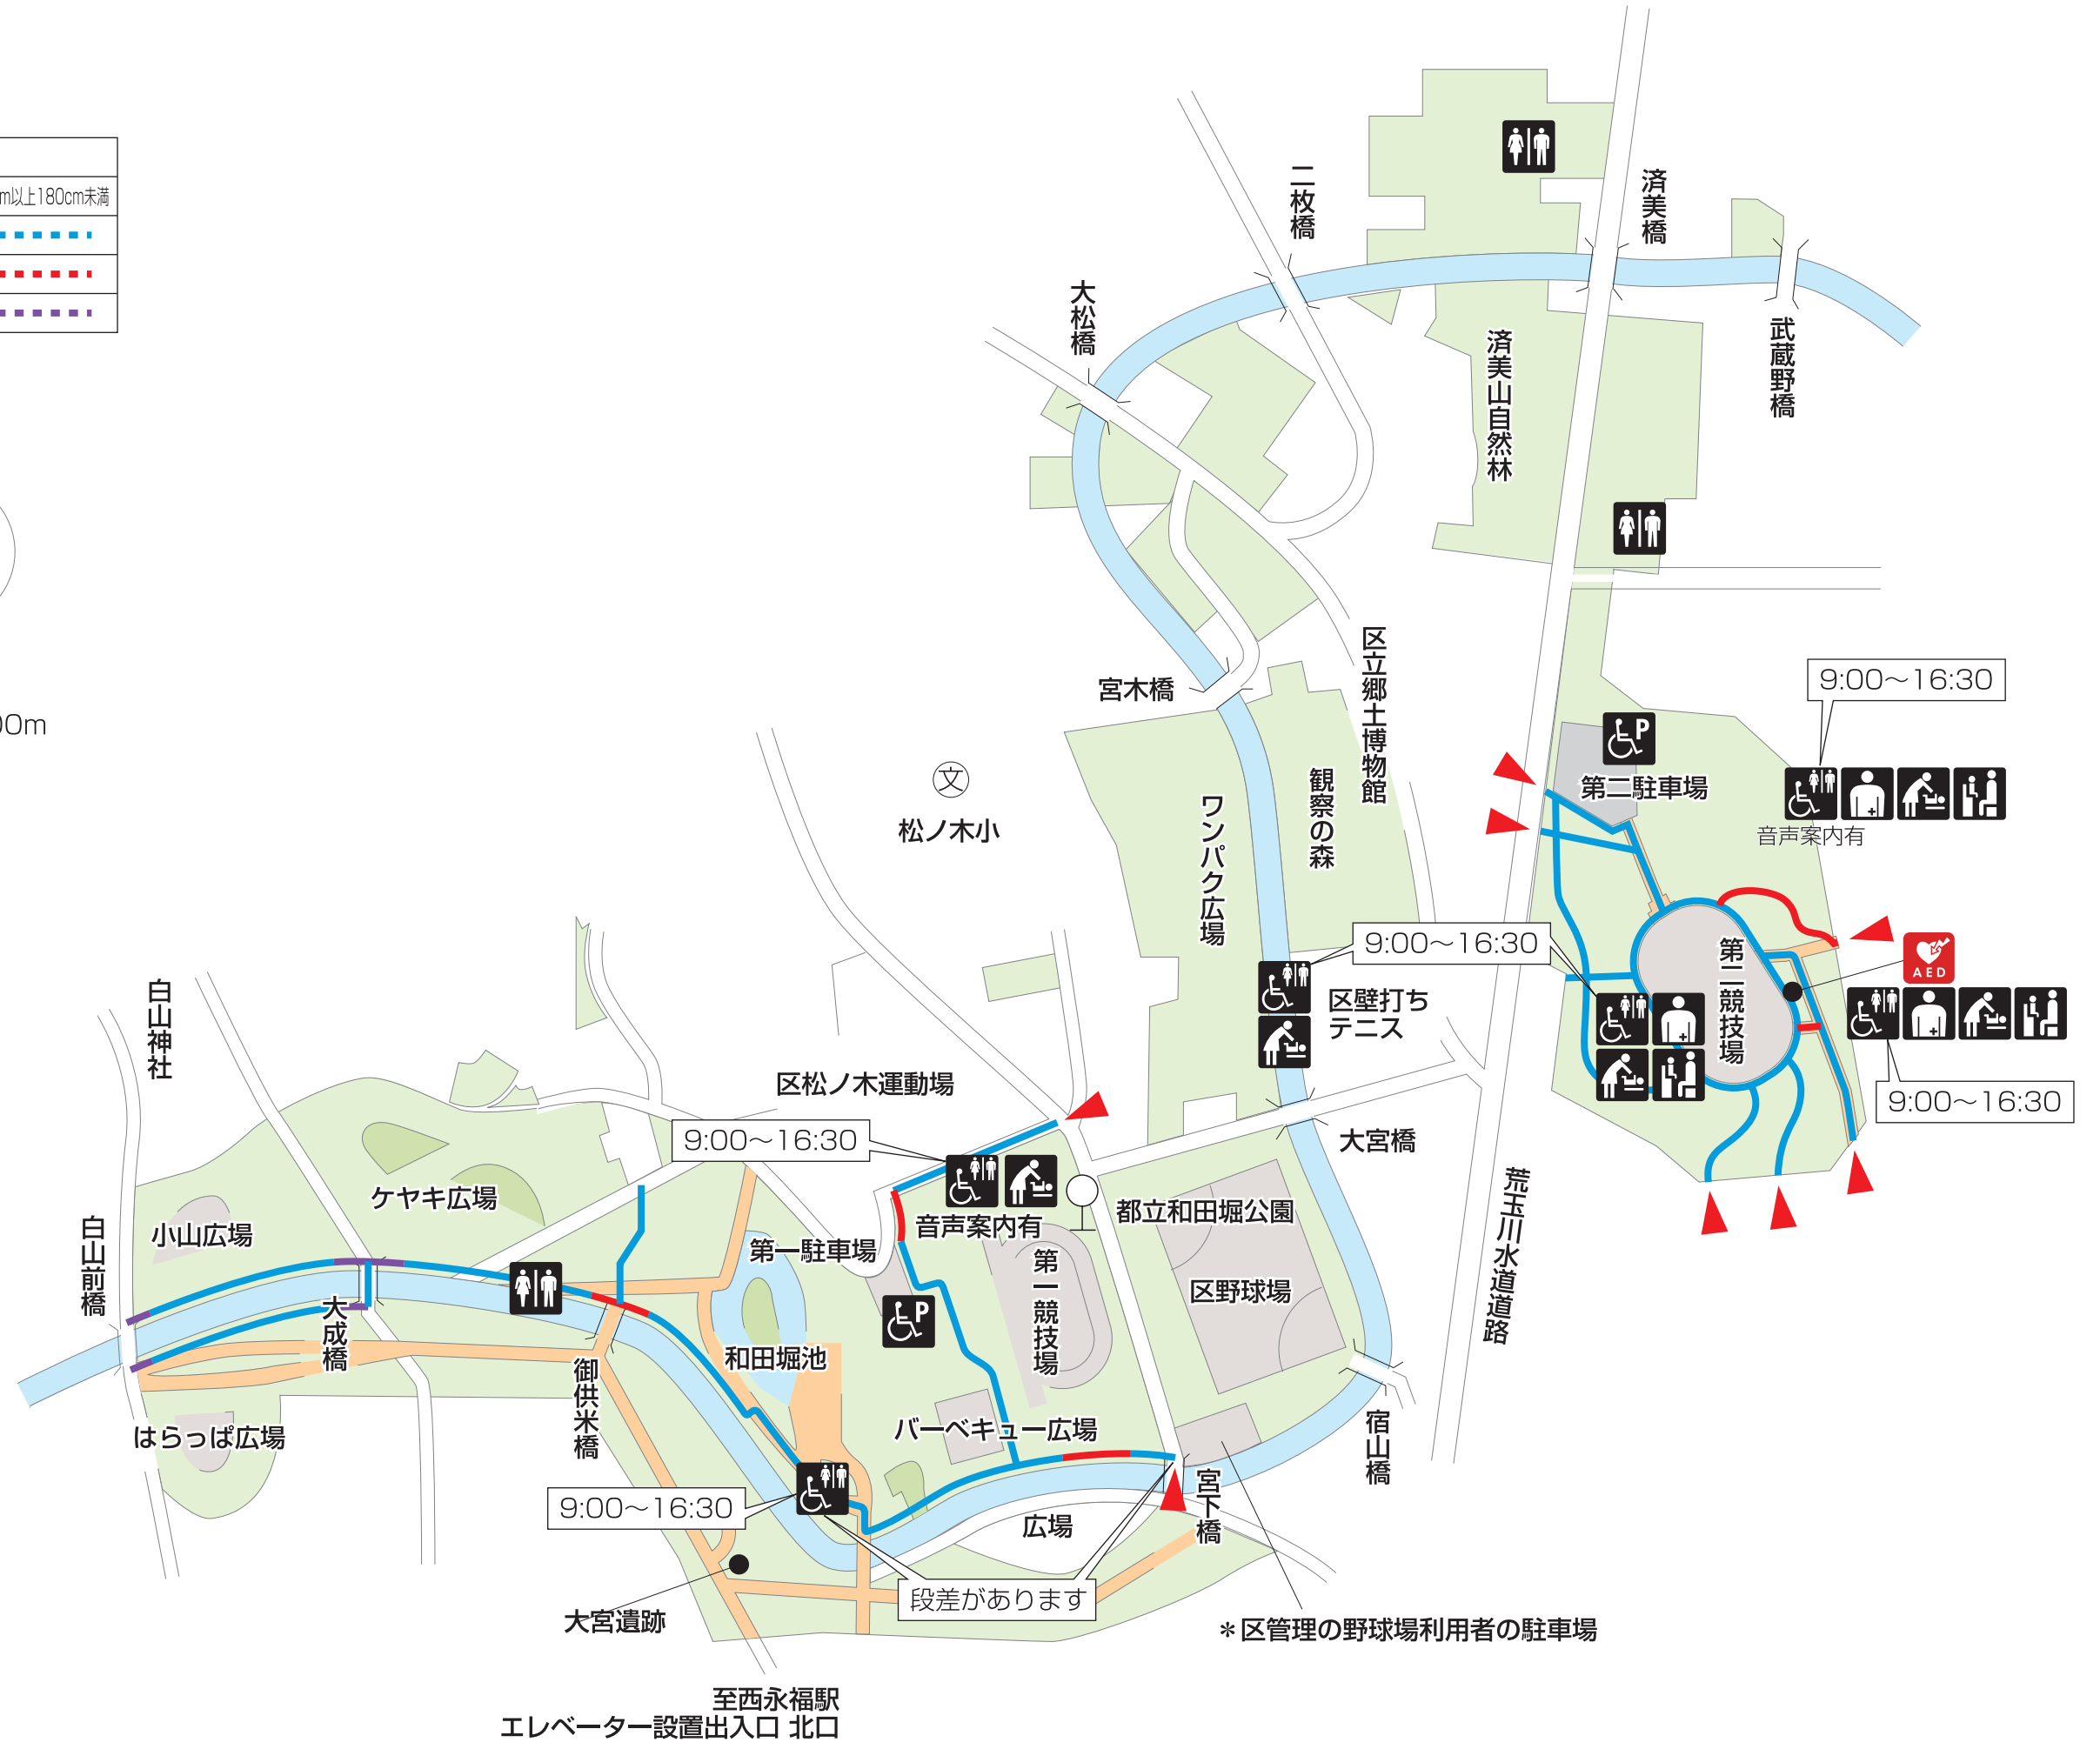 m以上180cm未満
00m
二枚橋
済美橋
大松橋
武蔵野橋
済美山自然林
宮木橋
区立郷土博物館
9:00～16:30
P
第二駐車場
音声案内有
文
松ノ木小
ワンパク広場
観察の森
9:00～16:30
区壁打ち
テニス
第二競技場
AED
9:00～16:30
白山神社
区松ノ木運動場
9:00～16:30
大宮橋
音声案内有
都立和田堀公園
荒玉川水道道路
ケヤキ広場
小山広場
白山前橋
第一駐車場
P
第一競技場
区野球場
大成橋
和田堀池
御供米橋
はらっぱ広場
バーベキュー広場
宿山橋
宮下橋
9:00～16:30
広場
段差があります
大宮遺跡
＊区管理の野球場利用者の駐車場
至西永福駅
エレベーター設置出入口 北口